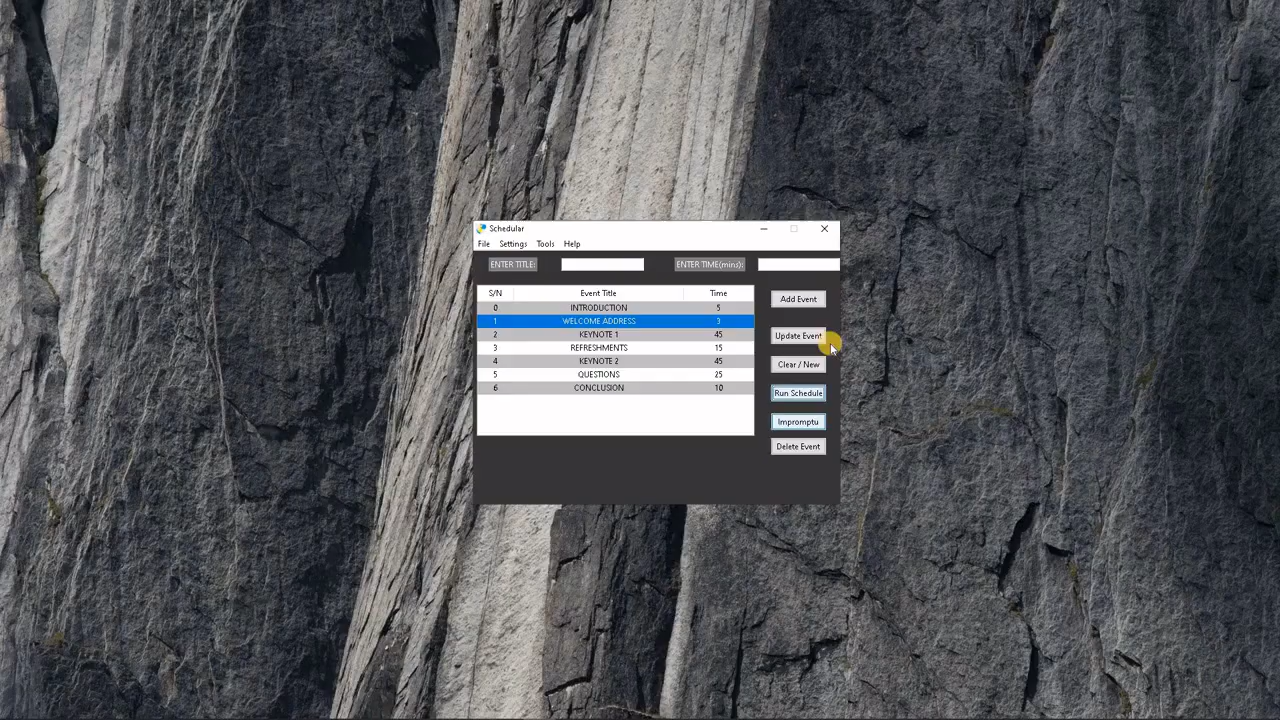 Schedular
File Settings Tools Help
ENTER TITLE: ENTER TIME(mins):
S/N Event Title Time
0 INTRODUCTION 5
1 WELCOME ADDRESS 3
2 KEYNOTE 1 45
3 REFRESHMENTS 15
4 KEYNOTE 2 45
5 QUESTIONS 25
6 CONCLUSION 10
Add Event
Update Event
Clear / New
Run Schedule
Impromptu
Delete Event